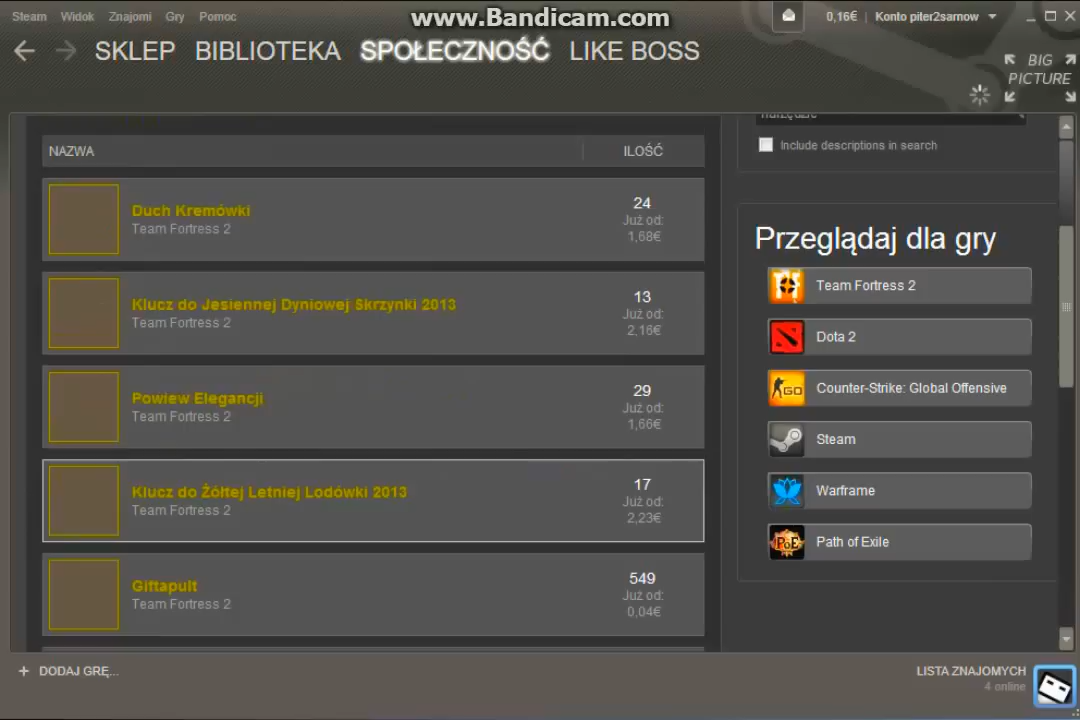 www.Bandicam.com
Steam Widok Znajomi Gry Pomoc
0,16€ Konto piter2sarnow
SKLEP BIBLIOTEKA SPOŁECZNOŚĆ LIKE BOSS
BIG
PICTURE
NAZWA ILOŚĆ
Duch Kremówki
Team Fortress 2
24
Już od:
1,68€
Klucz do Jesiennej Dyniowej Skrzynki 2013
Team Fortress 2
13
Już od:
2,16€
Powiew Elegancji
Team Fortress 2
29
Już od:
1,66€
Klucz do Żółtej Letniej Lodówki 2013
Team Fortress 2
17
Już od:
2,23€
Giftapult
Team Fortress 2
549
Już od:
0,04€
Include descriptions in search
Przeglądaj dla gry
Team Fortress 2
Dota 2
GO
Counter-Strike: Global Offensive
Steam
Warframe
PoE
Path of Exile
+ DODAJ GRĘ...
LISTA ZNAJOMYCH
4 online